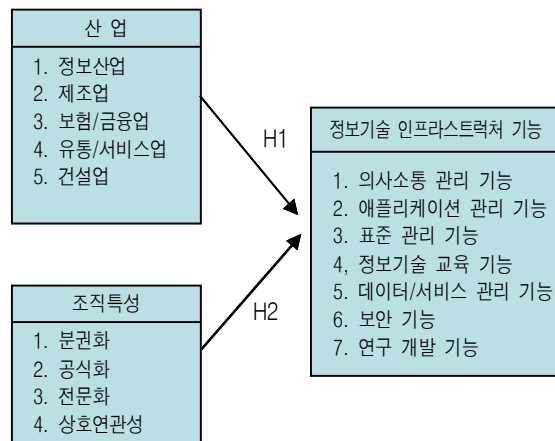 산 업
1. 정보산업
2. 제조업
3. 보험/금융업
4. 유통/서비스업
5. 건설업
H1
정보기술 인프라스트럭처 기능
1. 의사소통 관리 기능
2. 애플리케이션 관리 기능
3. 표준 관리 기능
4, 정보기술 교육 기능
5. 데이터/서비스 관리 기능
6. 보안 기능
7. 연구 개발 기능
H2
조직특성
1. 분권화
2. 공식화
3. 전문화
4. 상호연관성